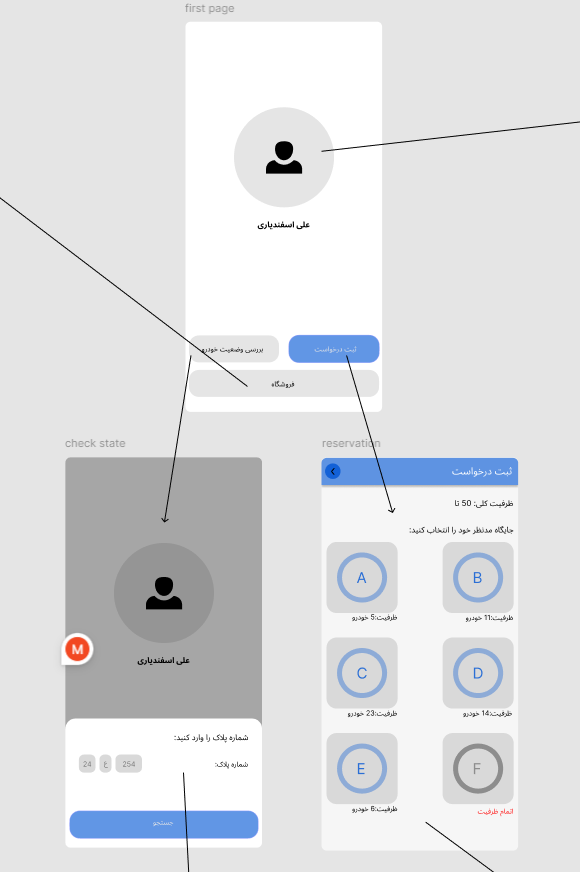 first page
علی اسفندیاری
ثبت درخواست
بررسی وضعیت خودرو
فروشگاه
check state
علی اسفندیاری
M
شماره پلاک را وارد کنید:
شماره پلاک:
254
ع
24
جستجو
reservation
ثبت درخواست
ظرفیت کلی: 50 تا
جایگاه مدنظر خود را انتخاب کنید:
A
B
ظرفیت:5 خودرو
ظرفیت:11 خودرو
C
D
ظرفیت:23 خودرو
ظرفیت:14 خودرو
E
F
ظرفیت:6 خودرو
اتمام ظرفیت